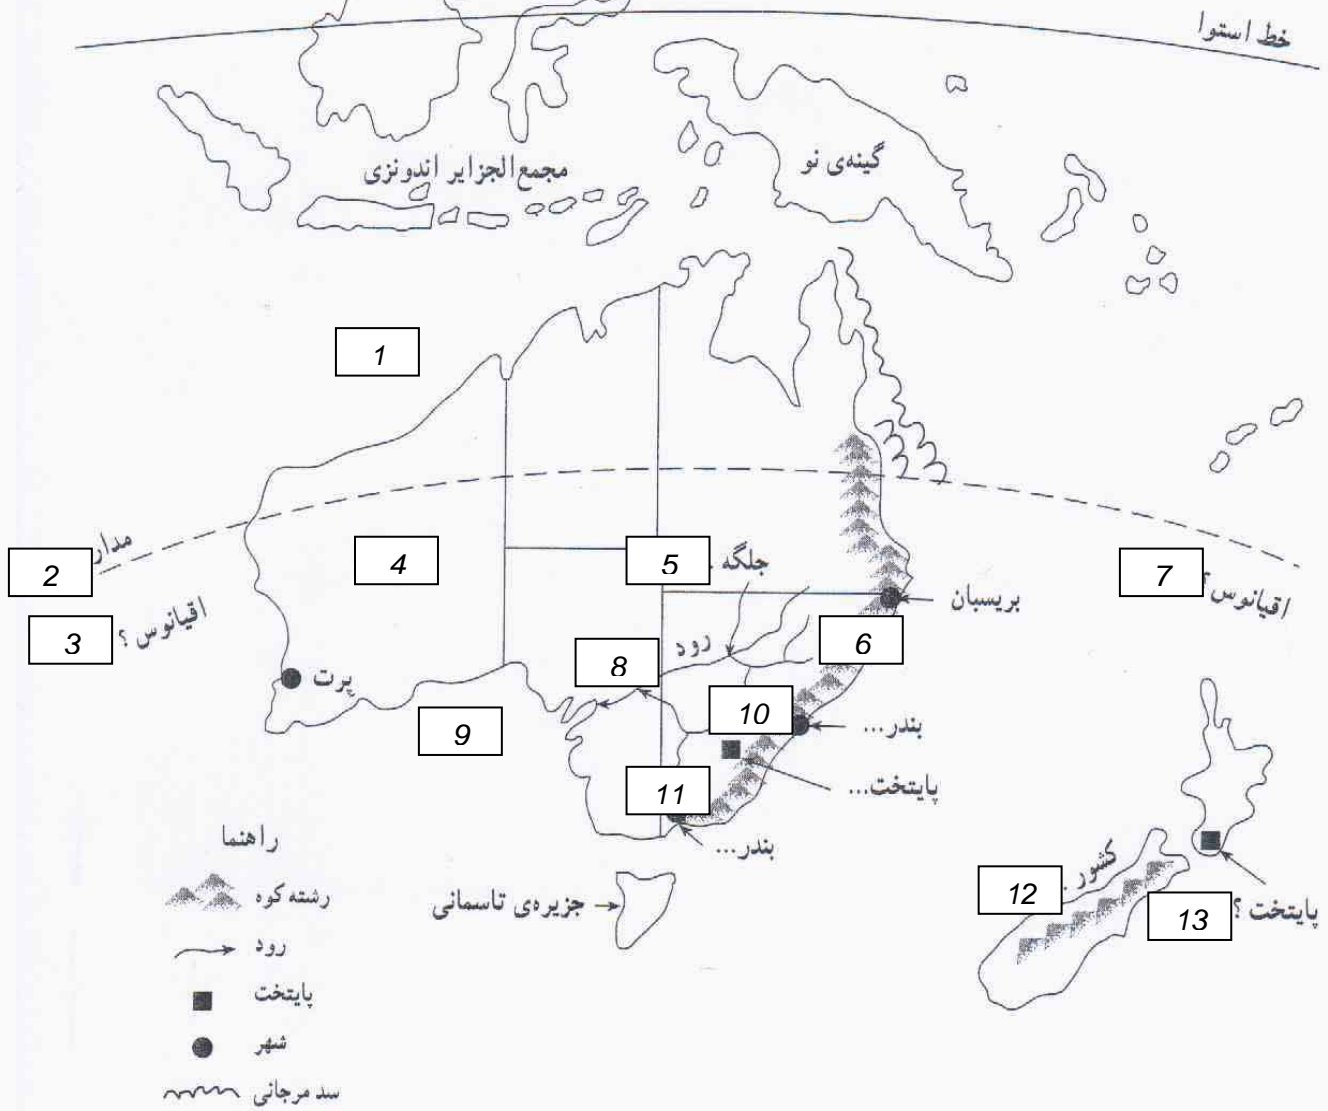 خط استوا
گینه‌ی نو
مجمع‌الجزایر اندونزی
1
مدار
2
اقیانوس ؟
3
4
5
جلگه .
7
اقیانوس ؟
بریسبان
6
رود
8
پرت
9
10
بندر...
پایتخت...
11
بندر...
کشور .
12
13
پایتخت ؟
جزیره‌ی تاسمانی
راهنما
رشته کوه
رود
پایتخت
شهر
سد مرجانی